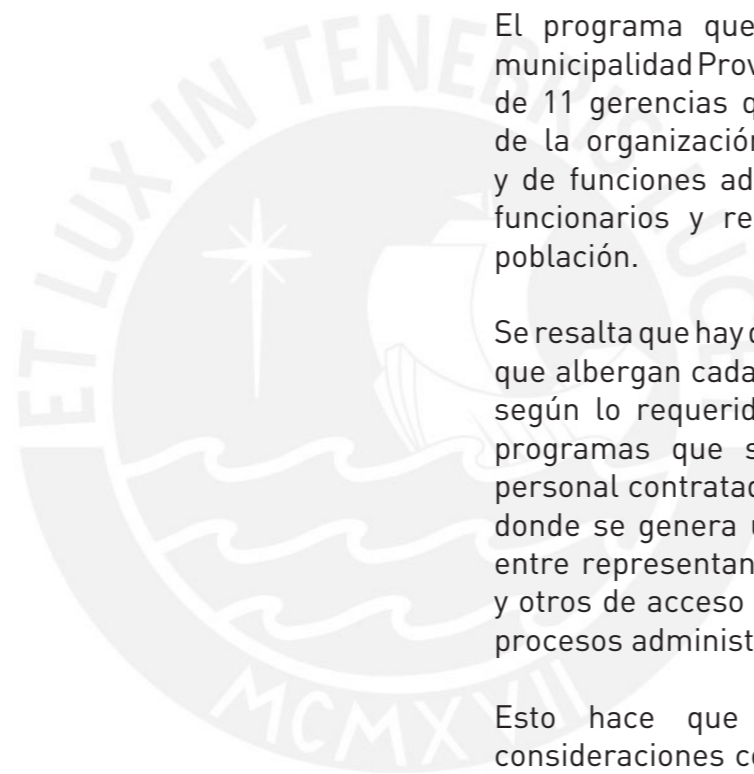 El programa que
municipalidad Prov
de 11 gerencias q
de la organización
y de funciones ad
funcionarios y re
población.
Se resalta que hay
que albergan cada
según lo requerid
programas que s
personal contratad
donde se genera u
entre representan
y otros de acceso
procesos administ
Esto hace que
consideraciones co
ET LUX IN TENEBRIS LUCET
MCMXVII